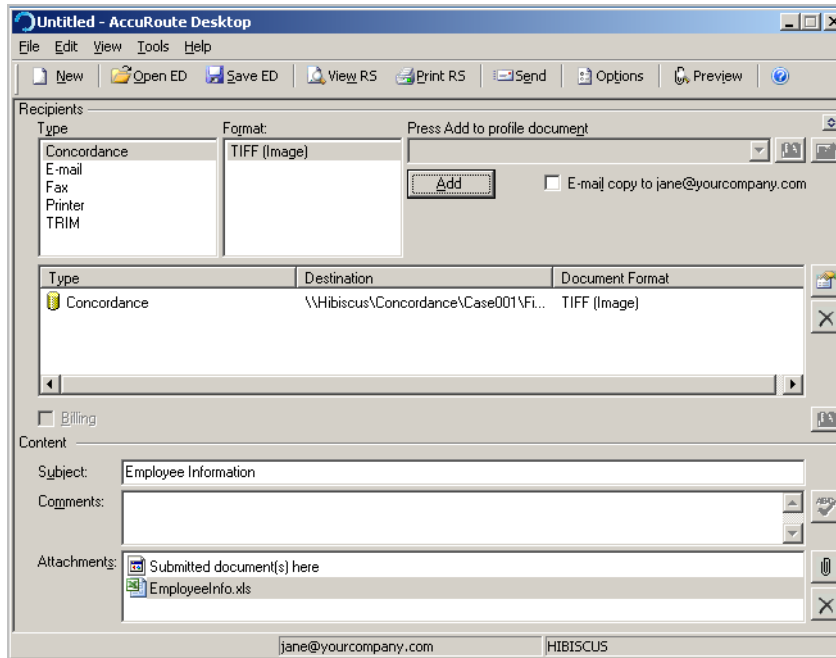 Untitled - AccuRoute Desktop
File Edit View Tools Help
New Open ED Save ED View RS Print RS Send Options Preview
Recipients
Type Format: Press Add to profile document
Concordance TIFF (Image)
E-mail
Fax
Printer
TRIM
Add E-mail copy to jane@yourcompany.com
Type Destination Document Format
Concordance \\Hibiscus\Concordance\Case001\Fi... TIFF (Image)
Billing
Content
Subject: Employee Information
Comments:
Attachments: Submitted document(s) here
EmployeeInfo.xls
jane@yourcompany.com HIBISCUS